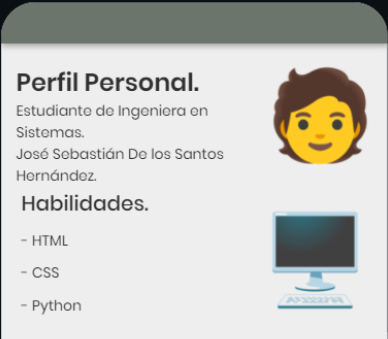 Perfil Personal.
Estudiante de Ingeniera en
Sistemas.
José Sebastián De los Santos
Hernández.
Habilidades.
- HTML
- CSS
- Python